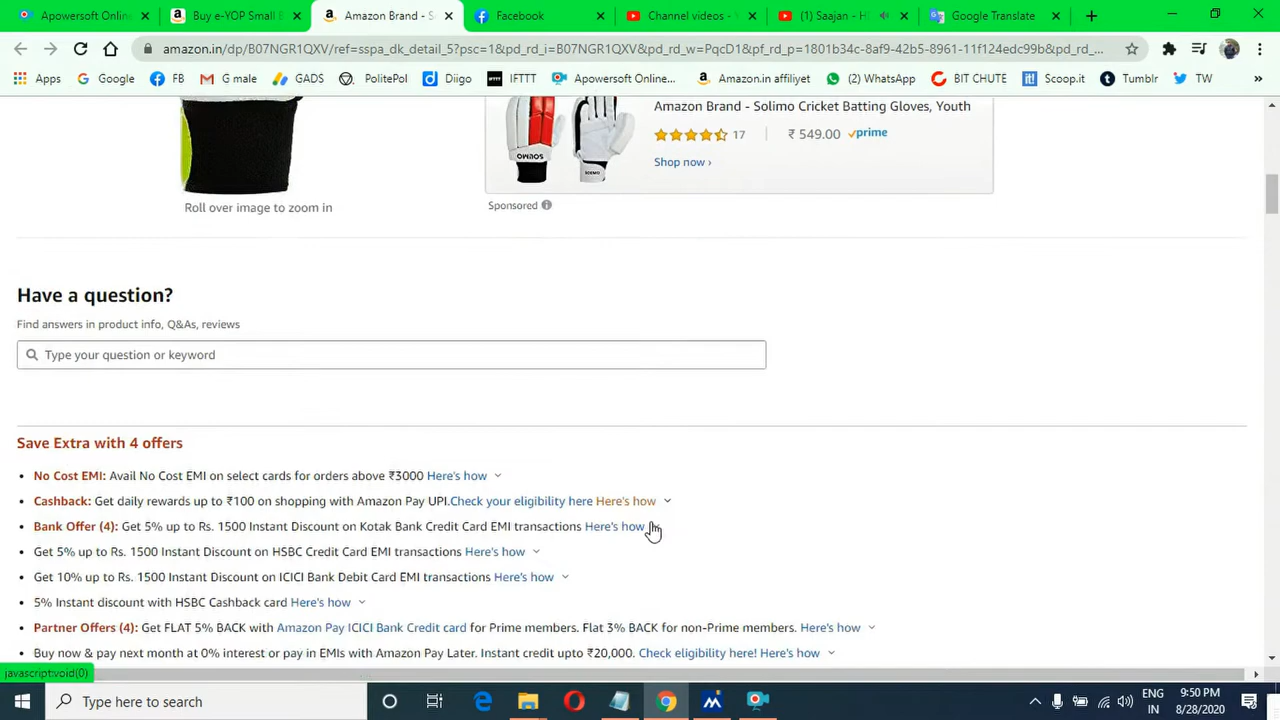 Apowersoft Onlin
Buy e-YOP Small B
Amazon Brand - S
Facebook
Channel videos - Y
(1) Saajan - H
Google Translate
amazon.in/dp/B07NGR1QXV/ref=sspa_dk_detail_5?psc=1&pd_rd_i=B07NGR1QXV&pd_rd_w=PqcD1&pf_rd_p=1801b34c-8af9-42b5-8961-11f124edc99b&pd_rd_...
Apps
Google
FB
G male
GADS
PolitePol
Diigo
IFTTT
Apowersoft Online...
Amazon.in affiliyet
(2) WhatsApp
BIT CHUTE
Scoop.it
Tumblr
TW
»
Amazon Brand - Solimo Cricket Batting Gloves, Youth
17
₹ 549.00 prime
Shop now ›
SOLIMO
Roll over image to zoom in
Sponsored
Have a question?
Find answers in product info, Q&As, reviews
Type your question or keyword
Save Extra with 4 offers
• No Cost EMI: Avail No Cost EMI on select cards for orders above ₹3000 Here's how
• Cashback: Get daily rewards up to ₹100 on shopping with Amazon Pay UPI.Check your eligibility here Here's how
• Bank Offer (4): Get 5% up to Rs. 1500 Instant Discount on Kotak Bank Credit Card EMI transactions Here's how
• Get 5% up to Rs. 1500 Instant Discount on HSBC Credit Card EMI transactions Here's how
• Get 10% up to Rs. 1500 Instant Discount on ICICI Bank Debit Card EMI transactions Here's how
• 5% Instant discount with HSBC Cashback card Here's how
• Partner Offers (4): Get FLAT 5% BACK with Amazon Pay ICICI Bank Credit card for Prime members. Flat 3% BACK for non-Prime members. Here's how
• Buy now & pay next month at 0% interest or pay in EMIs with Amazon Pay Later. Instant credit upto ₹20,000. Check eligibility here! Here's how
javascript:void(0)
Type here to search
ENG
IN
9:50 PM
8/28/2020